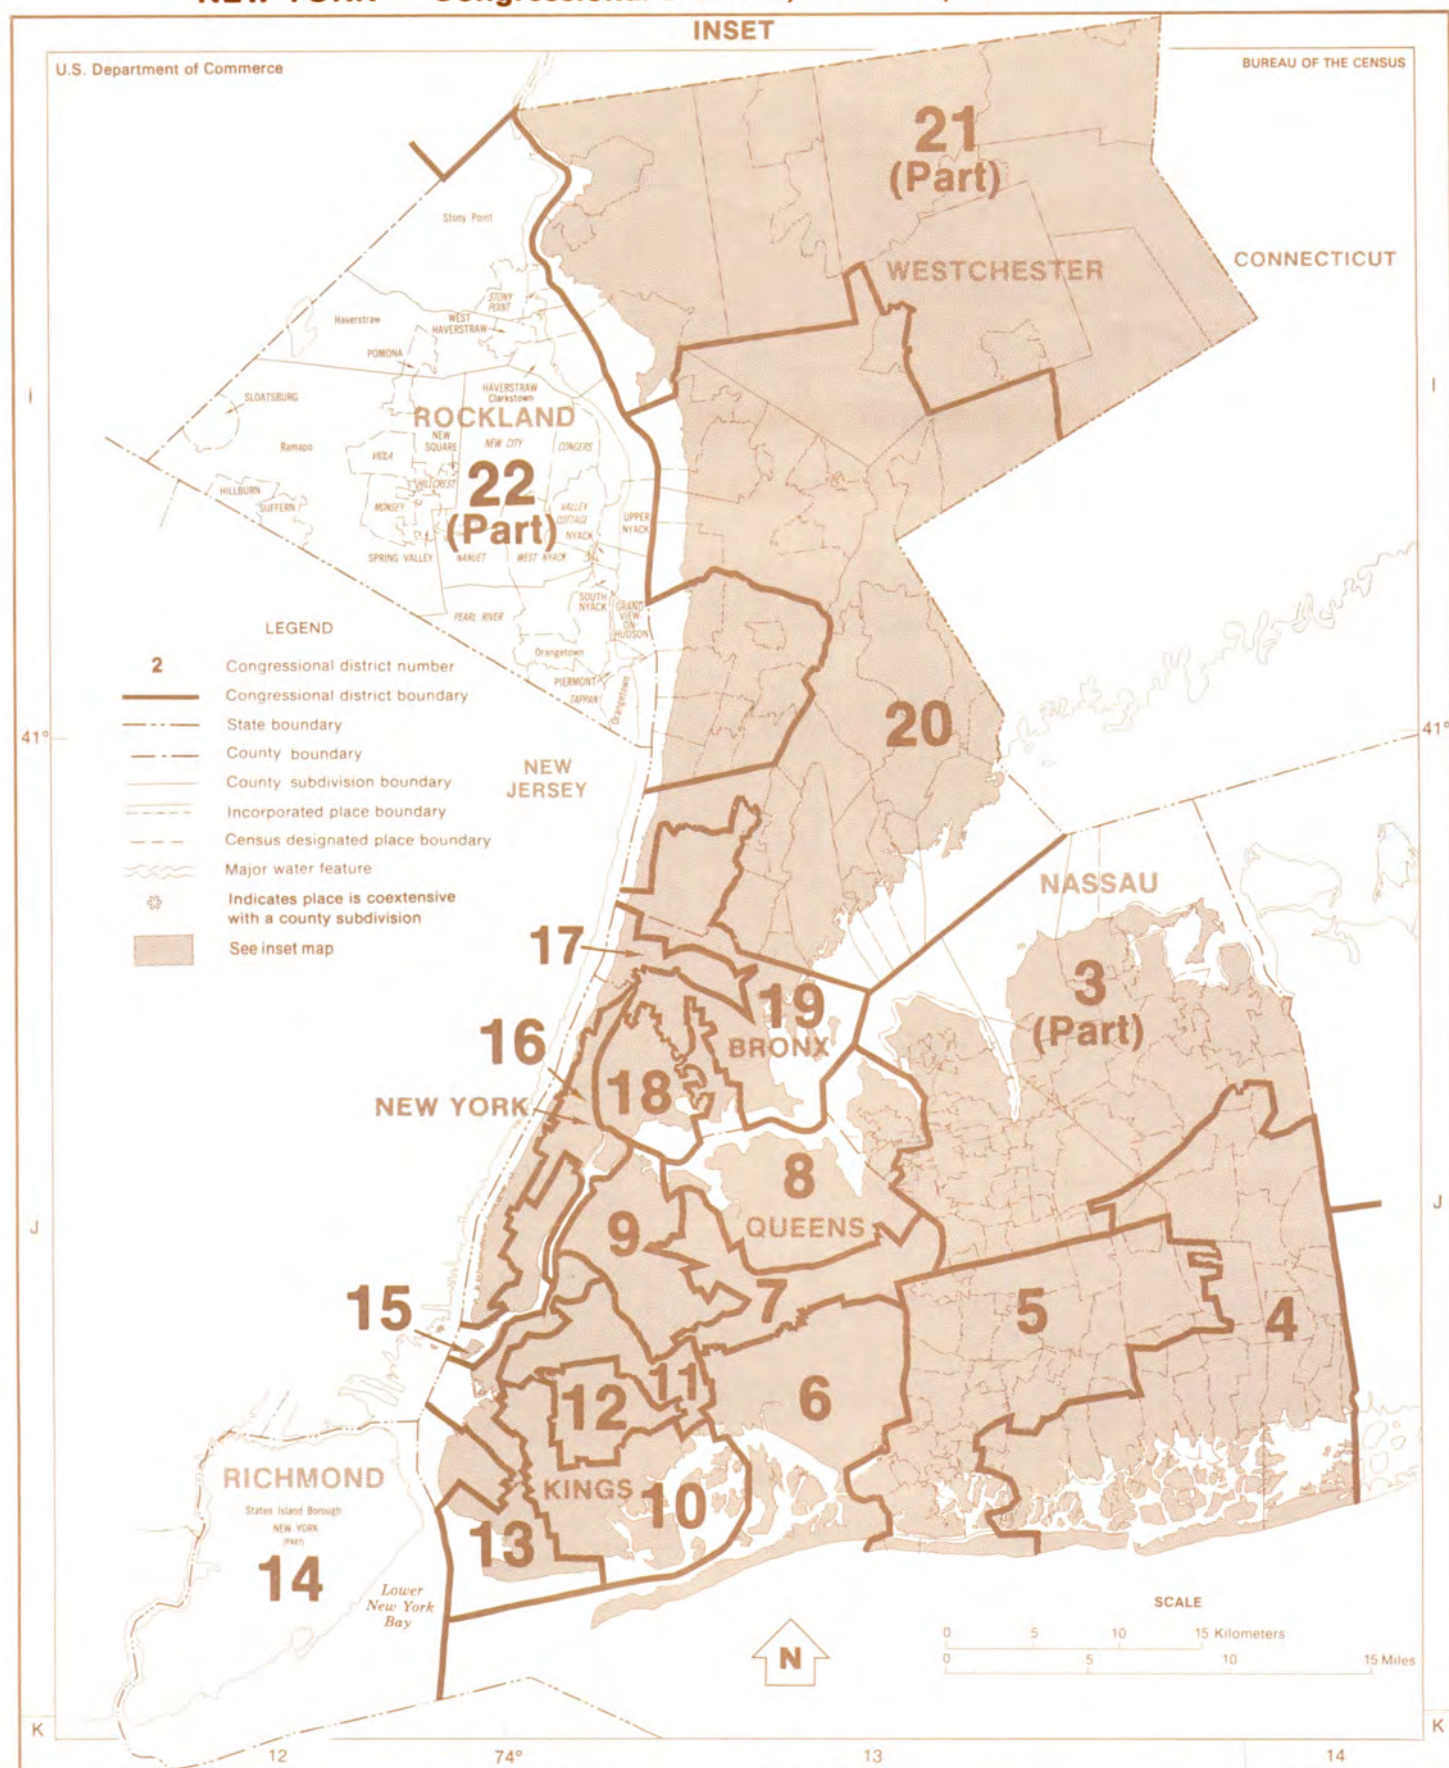 INSET
U.S. Department of Commerce
BUREAU OF THE CENSUS
21
(Part)
Stony Point
WESTCHESTER
CONNECTICUT
STONY
POINT
Haverstraw
WEST
HAVERSTRAW
POMONA
I
I
HAVERSTRAW
Clarkstown
SLOATSBURG
ROCKLAND
NEW
SQUARE
NEW CITY
CONGERS
Ramapo
VIOLA
HILLCREST
22
(Part)
HILLBURN
SUFFERN
MONSEY
VALLEY
COTTAGE
UPPER
NYACK
NYACK
SPRING VALLEY
NANUET
WEST NYACK
SOUTH
NYACK
GRAND
VIEW-
ON-
HUDSON
PEARL RIVER
Orangetown
PIERMONT
TAPPAN
Orangetown
LEGEND
2 Congressional district number
Congressional district boundary
State boundary
County boundary
County subdivision boundary
Incorporated place boundary
Census designated place boundary
Major water feature
Indicates place is coextensive
with a county subdivision
See inset map
41°
41°
20
NEW
JERSEY
NASSAU
17
3
(Part)
19
BRONX
16
18
NEW YORK
8
QUEENS
J
J
9
15
7
5
4
11
12
6
RICHMOND
Staten Island Borough
NEW YORK
(PART)
14
KINGS
10
13
Lower
New York
Bay
N
SCALE
0 5 10 15 Kilometers
0 5 10 15 Miles
K
K
12
74°
13
14